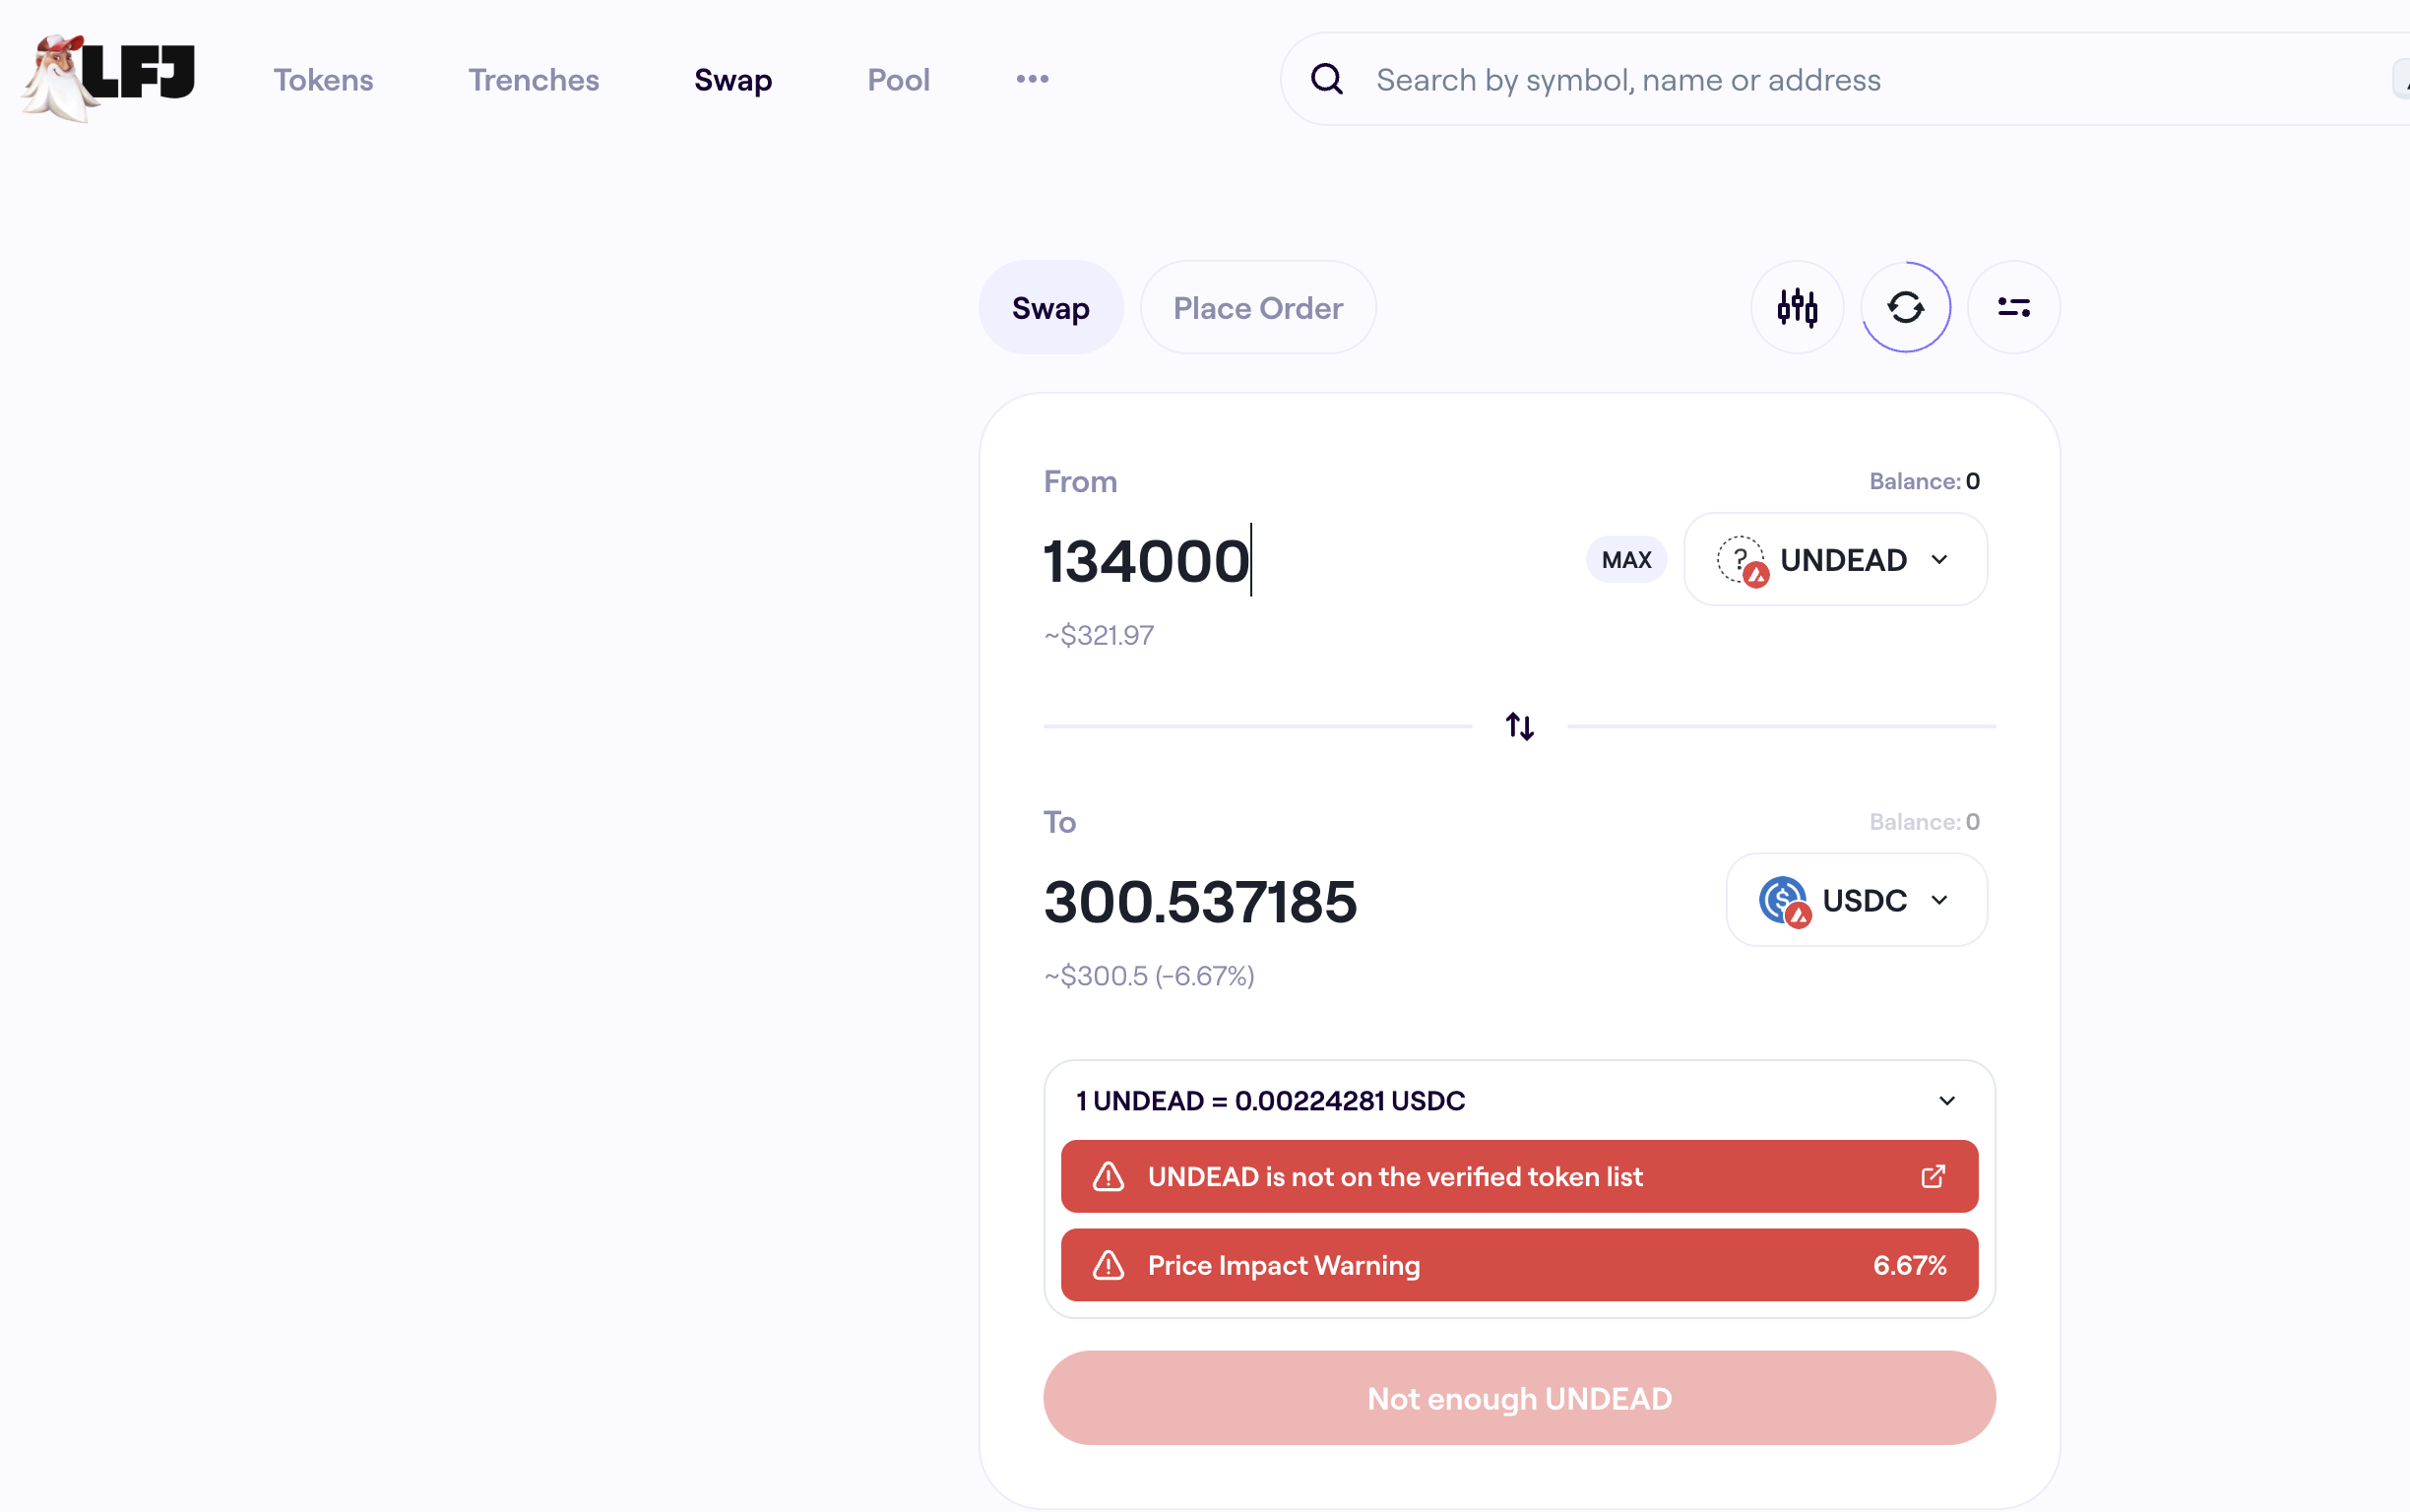 LFJ Tokens Trenches Swap Pool Search by symbol, name or address
Swap Place Order
From Balance: 0
134000 MAX ? UNDEAD
~$321.97
To Balance: 0
300.537185 USDC
~$300.5 (-6.67%)
1 UNDEAD = 0.00224281 USDC
UNDEAD is not on the verified token list
Price Impact Warning 6.67%
Not enough UNDEAD